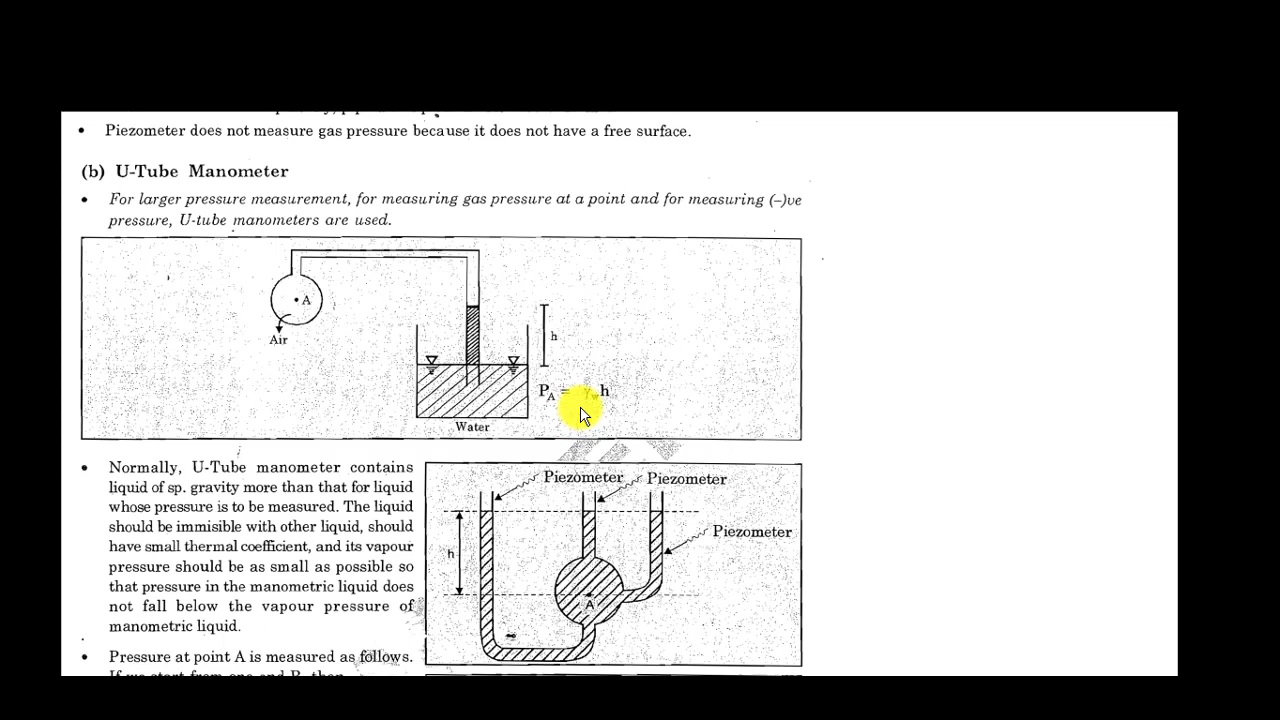 • Piezometer does not measure gas pressure because it does not have a free surface.
(b) U-Tube Manometer
• For larger pressure measurement, for measuring gas pressure at a point and for measuring (–)ve
pressure, U-tube manometers are used.
A
Air
h
P_A = γ_w h
Water
• Normally, U-Tube manometer contains
liquid of sp. gravity more than that for liquid
whose pressure is to be measured. The liquid
should be immisible with other liquid, should
have small thermal coefficient, and its vapour
pressure should be as small as possible so
that pressure in the manometric liquid does
not fall below the vapour pressure of
manometric liquid.
• Pressure at point A is measured as follows.
Piezometer
Piezometer
Piezometer
h
A